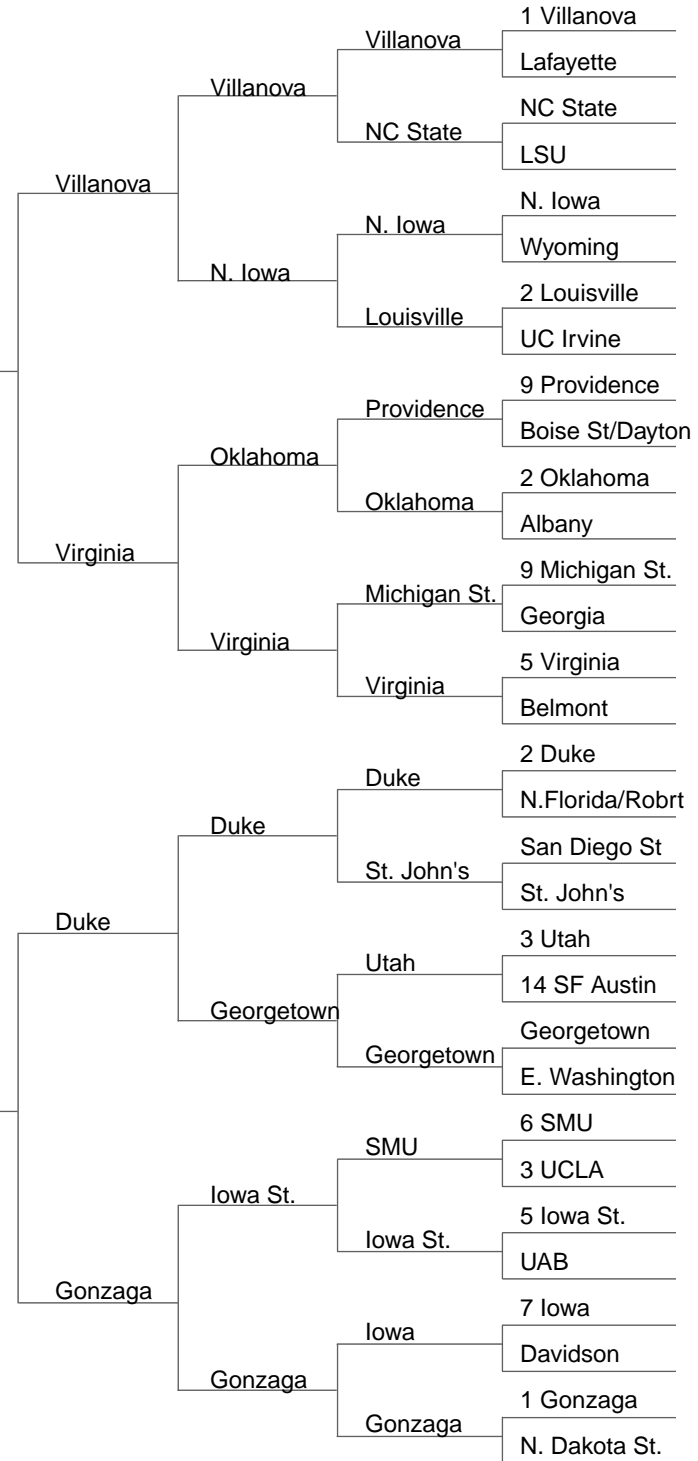 1 Villanova
Villanova
Lafayette
Villanova
NC State
NC State
LSU
Villanova
N. Iowa
N. Iowa
Wyoming
N. Iowa
2 Louisville
Louisville
UC Irvine
9 Providence
Providence
Boise St/Dayton
Oklahoma
2 Oklahoma
Oklahoma
Albany
Virginia
9 Michigan St.
Michigan St.
Georgia
Virginia
5 Virginia
Virginia
Belmont
2 Duke
Duke
N.Florida/Robrt
Duke
San Diego St
St. John's
St. John's
Duke
3 Utah
Utah
14 SF Austin
Georgetown
Georgetown
Georgetown
E. Washington
6 SMU
SMU
3 UCLA
Iowa St.
5 Iowa St.
Iowa St.
UAB
Gonzaga
7 Iowa
Iowa
Davidson
Gonzaga
1 Gonzaga
Gonzaga
N. Dakota St.